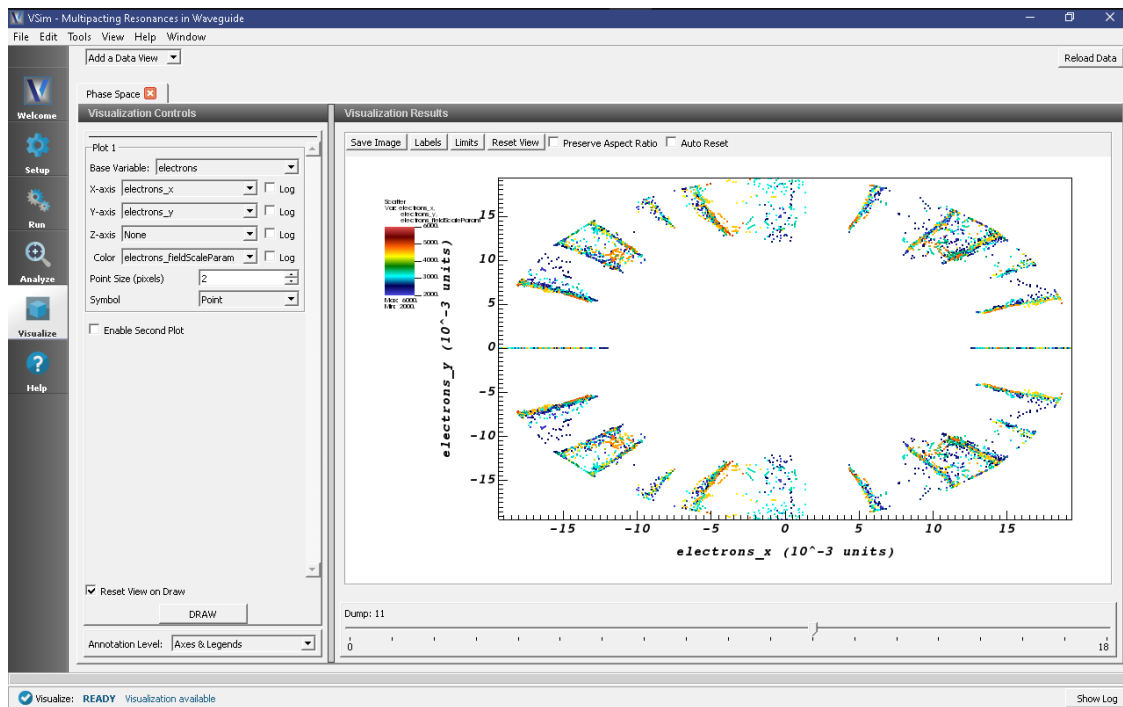 VSim - Multipacting Resonances in Waveguide
File Edit Tools View Help Window
Add a Data View
Reload Data
Phase Space
Welcome
Setup
Run
Analyze
Visualize
Help
Visualization Controls
Plot 1
Base Variable: electrons
X-axis electrons_x Log
Y-axis electrons_y Log
Z-axis None Log
Color electrons_fieldScaleParam Log
Point Size (pixels) 2
Symbol Point
Enable Second Plot
Reset View on Draw
DRAW
Annotation Level: Axes & Legends
Visualization Results
Save Image Labels Limits Reset View Preserve Aspect Ratio Auto Reset
Scatter
Var: electrons_x,
electrons_y,
electrons_fieldScaleParam
6000.
5000.
4000.
3000.
2000.
Max: 6000.
Min: 2000.
electrons_y (10^-3 units)
15
10
5
0
-5
-10
-15
-15 -10 -5 0 5 10 15
electrons_x (10^-3 units)
Dump: 11
0 18
Visualize: READY Visualization available
Show Log